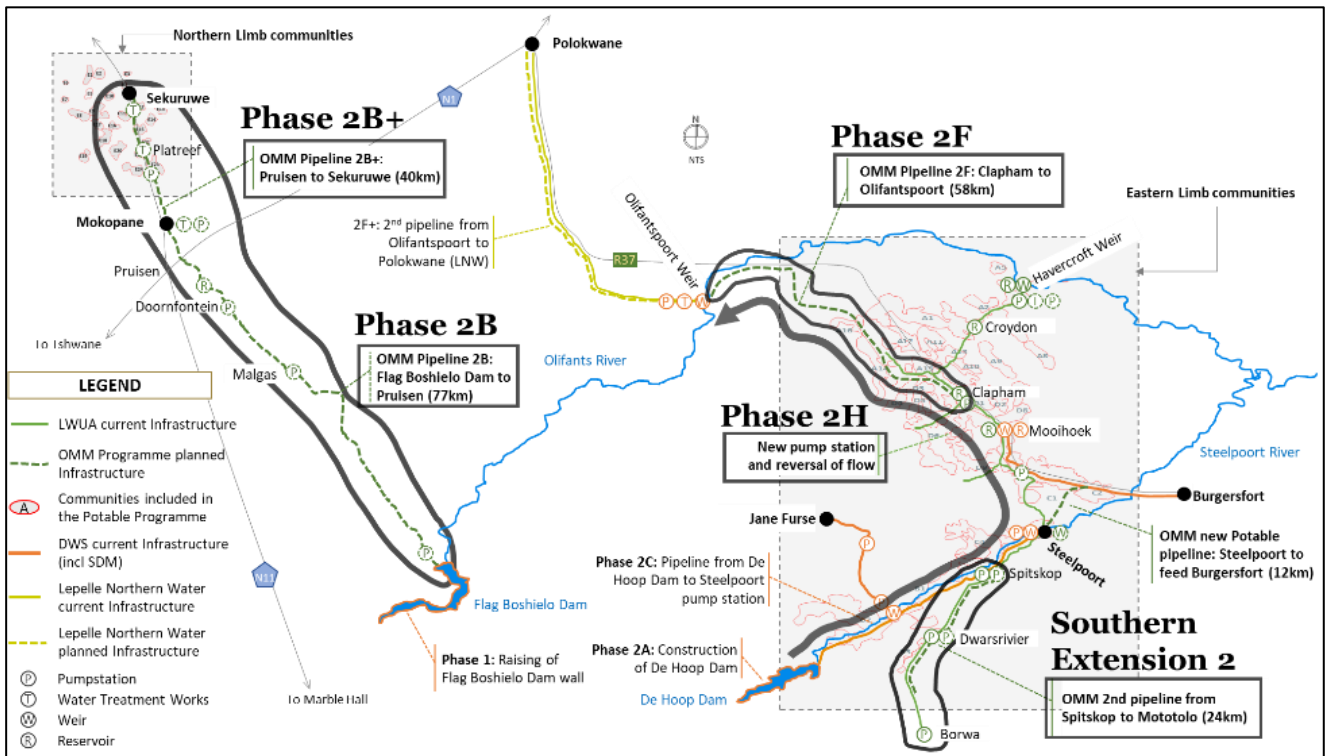 Northern Limb communities
Polokwane
Sekuruwe
N1
Phase 2B+
T
Platreef
T
P
OMM Pipeline 2B+:
Pruisen to Sekuruwe (40km)
N
NTS
Phase 2F
OMM Pipeline 2F: Clapham to
Olifantspoort (58km)
Eastern Limb communities
Mokopane
T P
2F+: 2nd pipeline from
Olifantspoort to
Polokwane (LNW)
Olifantspoort Weir
R37
Havercroft Weir
R W
P I P
Pruisen
R
Doornfontein
P
P T W
R
Croydon
To Tshwane
Phase 2B
OMM Pipeline 2B:
Flag Boshielo Dam to
Pruisen (77km)
Malgas
P
Olifants River
R
Clapham
P
Phase 2H
New pump station
and reversal of flow
R W R
Mooihoek
Steelpoort River
P
Burgersfort
Jane Furse
P
P W
W
Steelpoort
OMM new Potable
pipeline: Steelpoort to
feed Burgersfort (12km)
Phase 2C: Pipeline from De
Hoop Dam to Steelpoort
pump station
R
W
P P
Spitskop
P
Flag Boshielo Dam
N11
Phase 1: Raising of
Flag Boshielo Dam wall
Phase 2A: Construction
of De Hoop Dam
De Hoop Dam
P P
Dwarsrivier
Southern
Extension 2
OMM 2nd pipeline from
Spitskop to Mototolo (24km)
P
Borwa
To Marble Hall
LEGEND
LWUA current Infrastructure
OMM Programme planned
Infrastructure
A
Communities included in
the Potable Programme
DWS current Infrastructure
(incl SDM)
Lepelle Northern Water
current Infrastructure
Lepelle Northern Water
planned Infrastructure
P
Pumpstation
T
Water Treatment Works
W
Weir
R
Reservoir